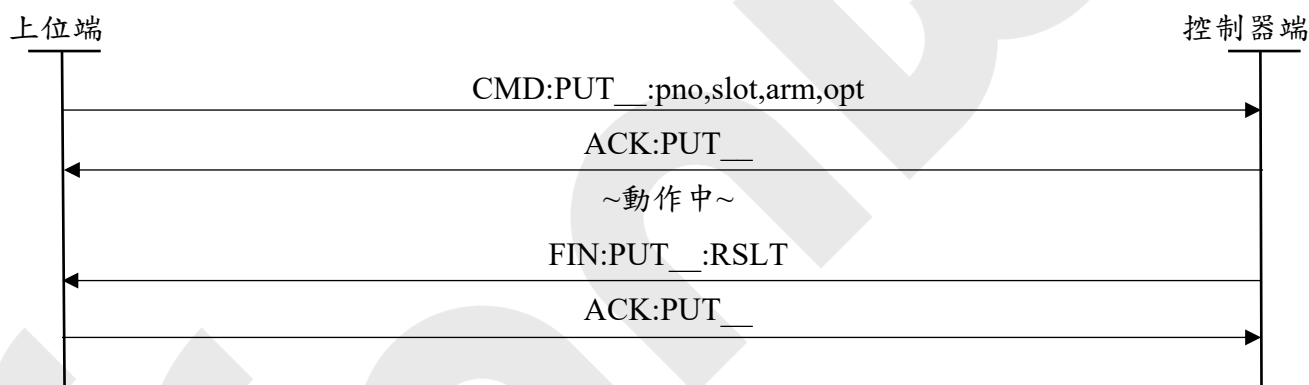 上位端
控制器端
CMD:PUT__:pno,slot,arm,opt
ACK:PUT__
~動作中~
FIN:PUT__:RSLT
ACK:PUT__